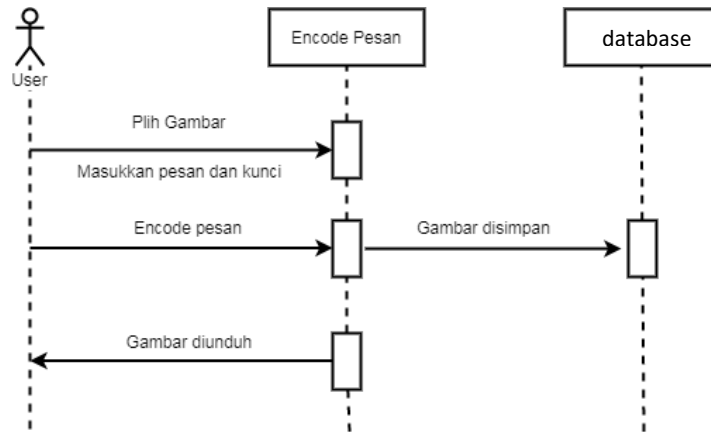 Encode Pesan
database
User
Plih Gambar
Masukkan pesan dan kunci
Encode pesan
Gambar disimpan
Gambar diunduh